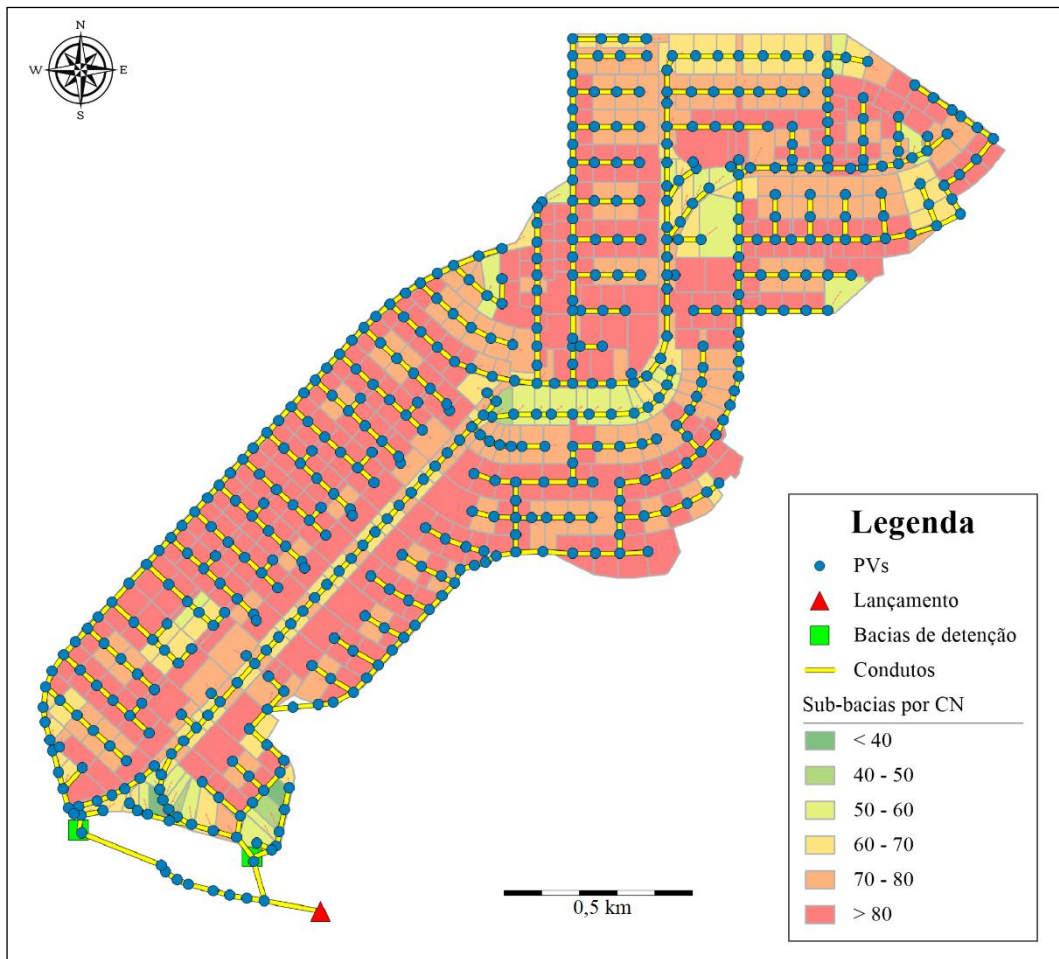 N
W E
S
Legenda
PVs
Lançamento
Bacias de detenção
Condutos
Sub-bacias por CN
< 40
40 - 50
50 - 60
60 - 70
70 - 80
> 80
0,5 km